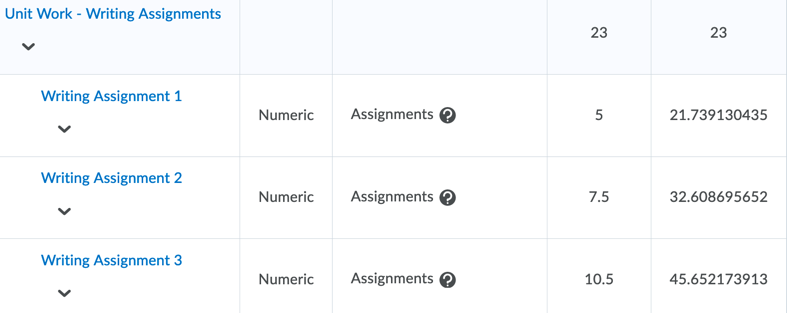 Unit Work - Writing Assignments 23 23
Writing Assignment 1 Numeric Assignments ? 5 21.739130435
Writing Assignment 2 Numeric Assignments ? 7.5 32.608695652
Writing Assignment 3 Numeric Assignments ? 10.5 45.652173913